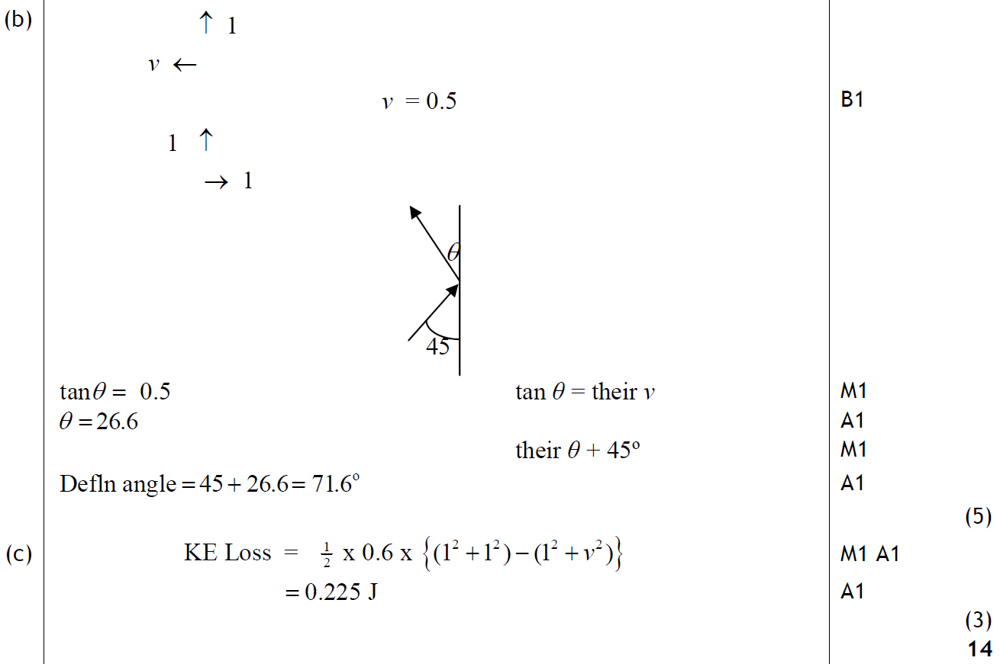 (b)
↑ 1
v ←
v = 0.5 B1
1 ↑
→ 1
θ
45
tan θ = 0.5 tan θ = their v M1
θ = 26.6 A1
their θ + 45° M1
Defln angle = 45 + 26.6 = 71.6° A1
(5)
(c) KE Loss = ½ x 0.6 x {(1² + 1²) − (1² + v²)} M1 A1
= 0.225 J A1
(3)
14